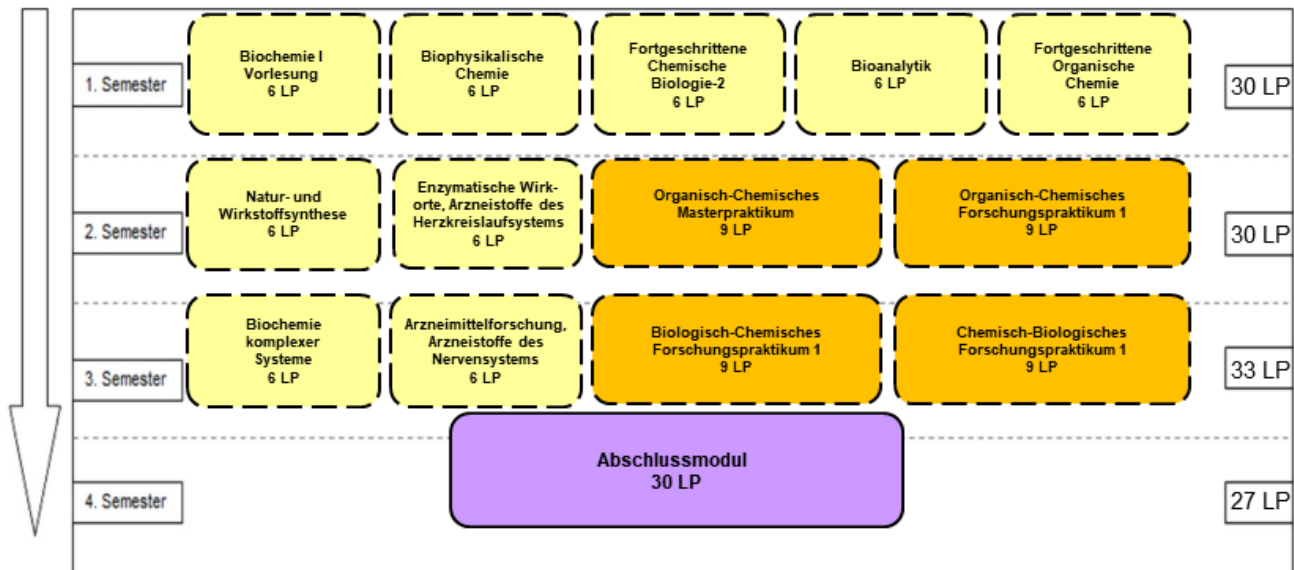 1. Semester
Biochemie I
Vorlesung
6 LP
Biophysikalische
Chemie
6 LP
Fortgeschrittene
Chemische
Biologie-2
6 LP
Bioanalytik
6 LP
Fortgeschrittene
Organische
Chemie
6 LP
30 LP
2. Semester
Natur- und
Wirkstoffsynthese
6 LP
Enzymatische Wirk-
orte, Arzneistoffe des
Herzkreislaufsystems
6 LP
Organisch-Chemisches
Masterpraktikum
9 LP
Organisch-Chemisches
Forschungspraktikum 1
9 LP
30 LP
3. Semester
Biochemie
komplexer
Systeme
6 LP
Arzneimittelforschung,
Arzneistoffe des
Nervensystems
6 LP
Biologisch-Chemisches
Forschungspraktikum 1
9 LP
Chemisch-Biologisches
Forschungspraktikum 1
9 LP
33 LP
4. Semester
Abschlussmodul
30 LP
27 LP